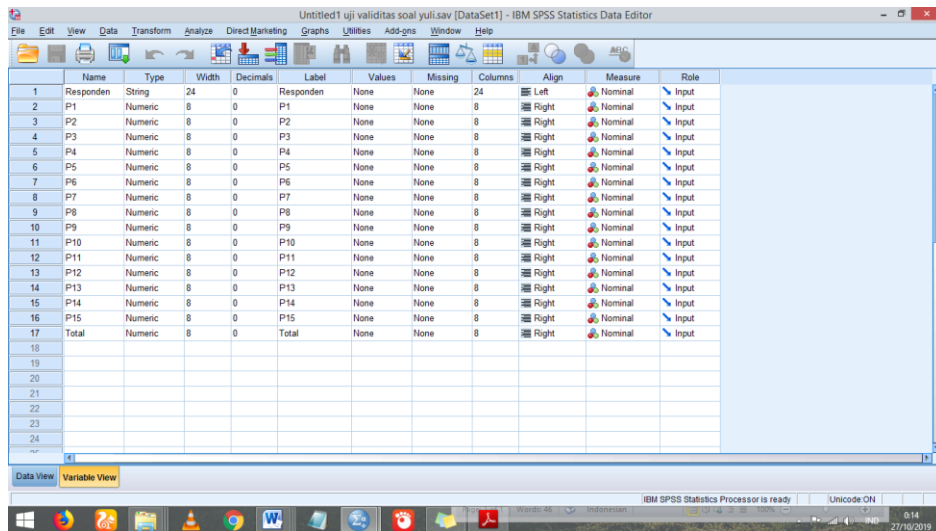 Untitled1 uji validitas soal yuli.sav [DataSet1] - IBM SPSS Statistics Data Editor
File Edit View Data Transform Analyze Direct Marketing Graphs Utilities Add-ons Window Help
Name Type Width Decimals Label Values Missing Columns Align Measure Role
1 Responden String 24 0 Responden None None 24 Left Nominal Input
2 P1 Numeric 8 0 P1 None None 8 Right Nominal Input
3 P2 Numeric 8 0 P2 None None 8 Right Nominal Input
4 P3 Numeric 8 0 P3 None None 8 Right Nominal Input
5 P4 Numeric 8 0 P4 None None 8 Right Nominal Input
6 P5 Numeric 8 0 P5 None None 8 Right Nominal Input
7 P6 Numeric 8 0 P6 None None 8 Right Nominal Input
8 P7 Numeric 8 0 P7 None None 8 Right Nominal Input
9 P8 Numeric 8 0 P8 None None 8 Right Nominal Input
10 P9 Numeric 8 0 P9 None None 8 Right Nominal Input
11 P10 Numeric 8 0 P10 None None 8 Right Nominal Input
12 P11 Numeric 8 0 P11 None None 8 Right Nominal Input
13 P12 Numeric 8 0 P12 None None 8 Right Nominal Input
14 P13 Numeric 8 0 P13 None None 8 Right Nominal Input
15 P14 Numeric 8 0 P14 None None 8 Right Nominal Input
16 P15 Numeric 8 0 P15 None None 8 Right Nominal Input
17 Total Numeric 8 0 Total None None 8 Right Nominal Input
18
19
20
21
22
23
24
Data View Variable View
IBM SPSS Statistics Processor is ready Unicode:ON
Words: 46 Indonesian 100% IND 0:14
27/10/2019